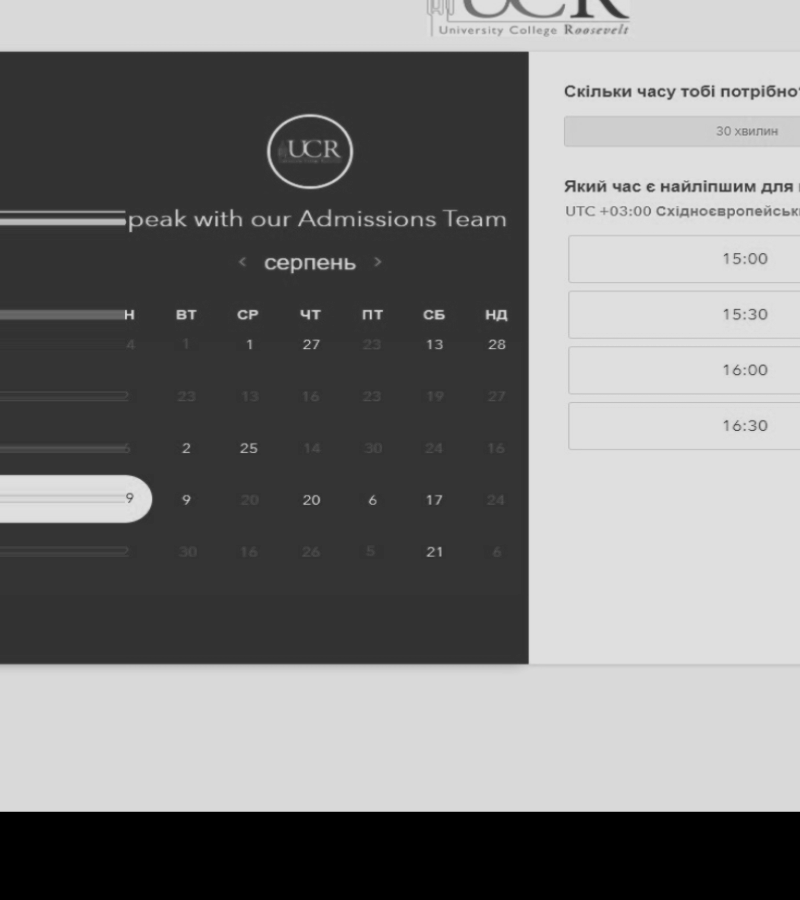 UCR
University College Roosevelt
UCR
peak with our Admissions Team
< серпень >
Н ВТ СР ЧТ ПТ СБ НД
4 1 1 27 23 13 28
2 23 13 16 23 19 27
2 25 14 30 24 16
9 9 20 20 6 17 24
2 30 16 26 5 21 6
Скільки часу тобі потрібно
30 хвилин
Який час є найліпшим для
UTC +03:00 Східноєвропейськ
15:00
15:30
16:00
16:30